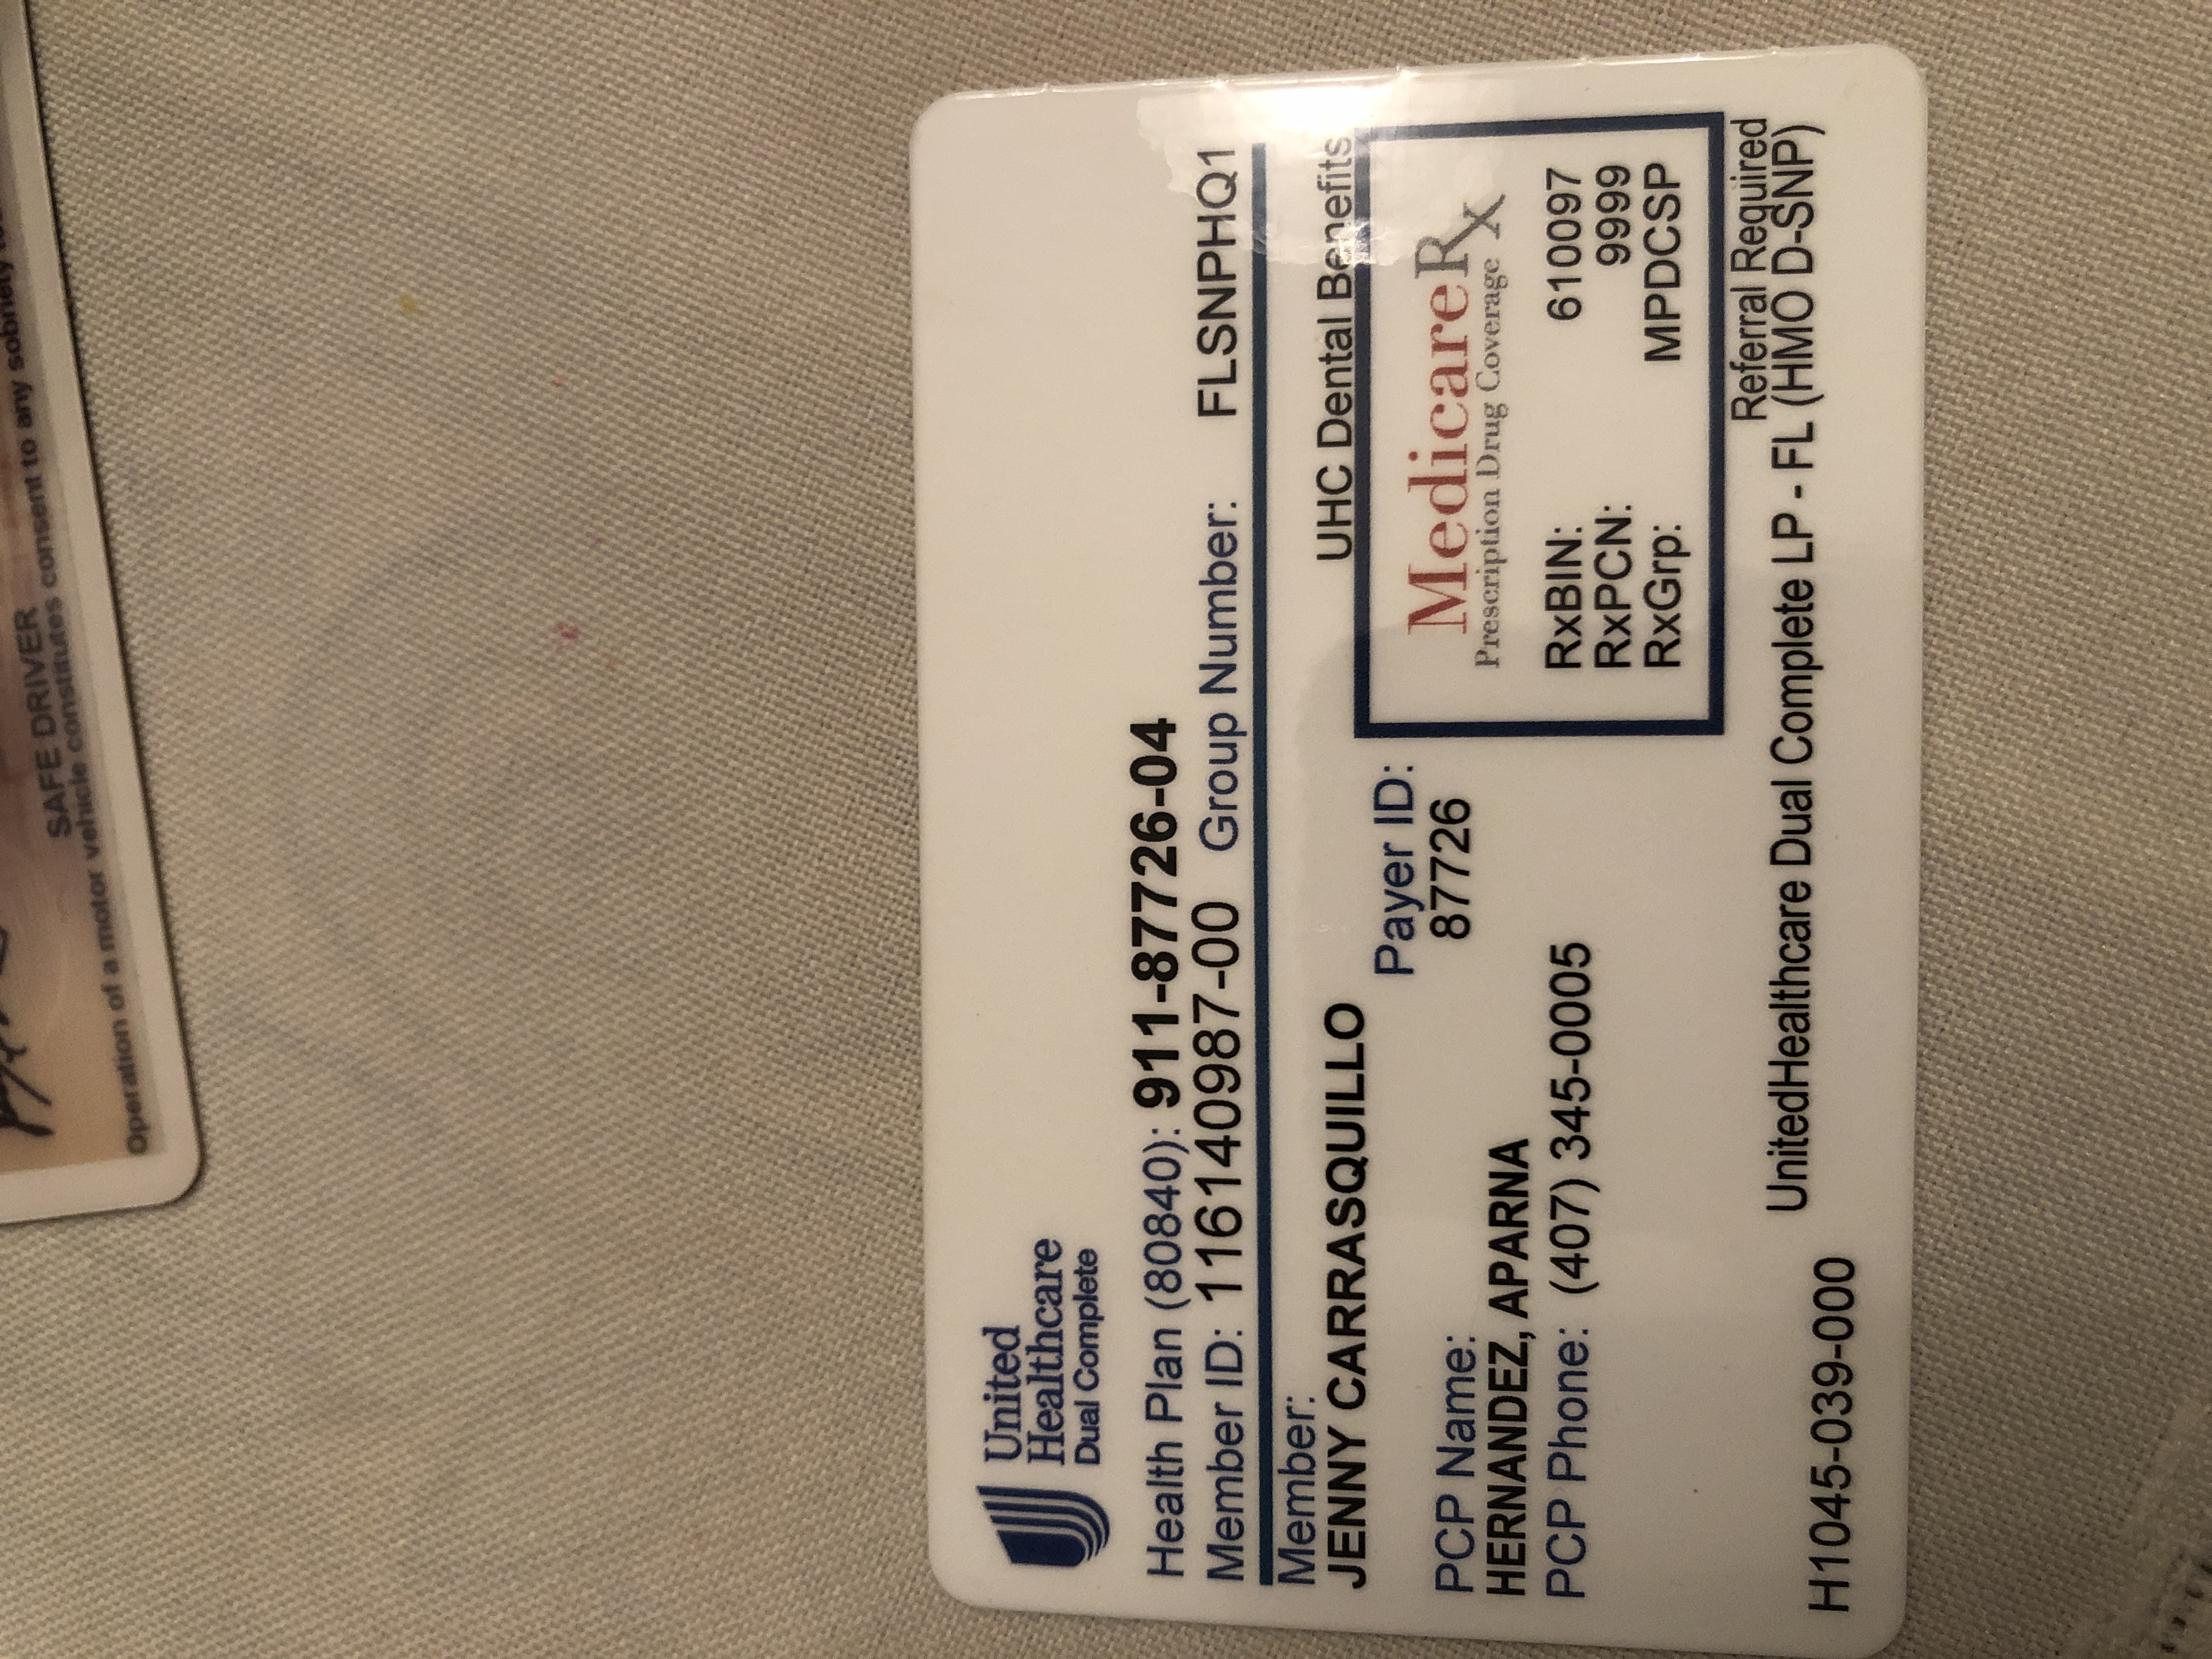 SAFE DRIVER
Operation of a motor vehicle constitutes consent to any sobriety
United
Healthcare
Dual Complete
Health Plan (80840): 911-87726-04
Member ID: 116140987-00 Group Number: FLSNPHQ1
Member:
JENNY CARRASQUILLO
UHC Dental Benefits
Payer ID:
87726
PCP Name:
HERNANDEZ, APARNA
PCP Phone: (407) 345-0005
MedicareRx
Prescription Drug Coverage
RxBIN: 610097
RxPCN: 9999
RxGrp: MPDCSP
Referral Required
H1045-039-000 UnitedHealthcare Dual Complete LP - FL (HMO D-SNP)